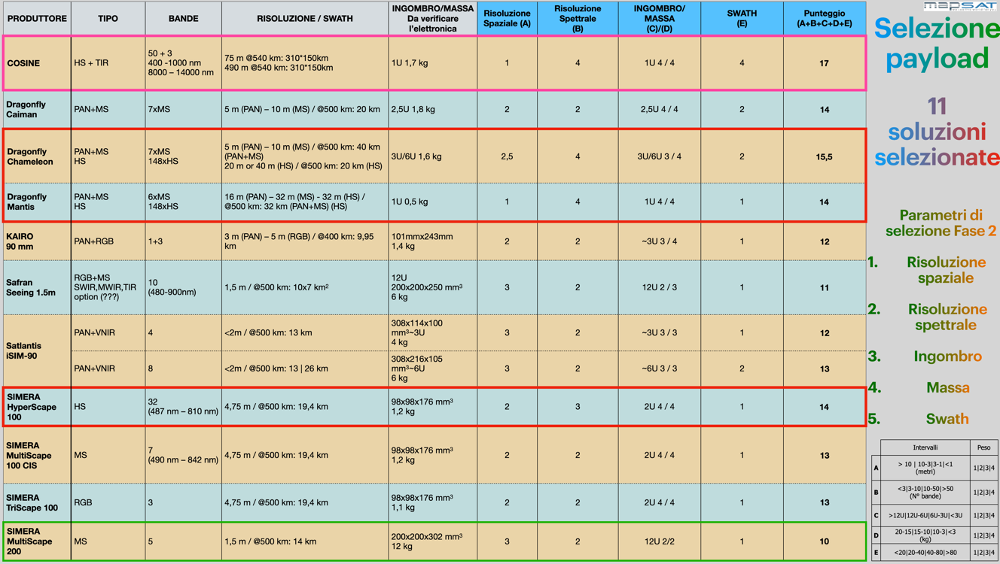 mapSAT
Selezione
payload
11
soluzioni
selezionate
Parametri di
selezione Fase 2
1. Risoluzione
spaziale
2. Risoluzione
spettrale
3. Ingombro
4. Massa
5. Swath
PRODUTTORE
TIPO
BANDE
RISOLUZIONE / SWATH
INGOMBRO/MASSA
Da verificare
l’elettronica
Risoluzione
Spaziale (A)
Risoluzione
Spettrale
(B)
INGOMBRO/
MASSA
(C)/(D)
SWATH
(E)
Punteggio
(A+B+C+D+E)
COSINE
HS + TIR
50 + 3
400 -1000 nm
8000 – 14000 nm
75 m @540 km: 310*150km
490 m @540 km: 310*150km
1U 1,7 kg
1
4
1U 4 / 4
4
17
Dragonfly
Caiman
PAN+MS
7xMS
5 m (PAN) – 10 m (MS) / @500 km: 20 km
2,5U 1,8 kg
2
2
2,5U 4 / 4
2
14
Dragonfly
Chameleon
PAN+MS
HS
7xMS
148xHS
5 m (PAN) – 10 m (MS) / @500 km: 40 km
(PAN+MS)
20 m or 40 m (HS) / @500 km: 20 km (HS)
3U/6U 1,6 kg
2,5
4
3U/6U 3 / 4
2
15,5
Dragonfly
Mantis
PAN+MS
HS
6xMS
148xHS
16 m (PAN) – 32 m (MS) - 32 m (HS) /
@500 km: 32 km (PAN+MS) (HS)
1U 0,5 kg
1
4
1U 4 / 4
1
14
KAIRO
90 mm
PAN+RGB
1+3
3 m (PAN) – 5 m (RGB) / @400 km: 9,95
km
101mmx243mm
1,4 kg
2
2
~3U 3 / 4
1
12
Safran
Seeing 1.5m
RGB+MS
SWIR,MWIR,TIR
option (???)
10
(480-900nm)
1,5 m / @500 km: 10x7 km²
12U
200x200x250 mm³
6 kg
3
2
12U 2 / 3
1
11
Satlantis
iSIM-90
PAN+VNIR
4
<2m / @500 km: 13 km
308x114x100
mm³~3U
4 kg
3
2
~3U 3 / 3
1
12
PAN+VNIR
8
<2m / @500 km: 13 | 26 km
308x216x105
mm³~6U
6 kg
3
2
~6U 3 / 3
2
13
SIMERA
HyperScape
100
HS
32
(487 nm – 810 nm)
4,75 m / @500 km: 19,4 km
98x98x176 mm³
1,2 kg
2
3
2U 4 / 4
1
14
SIMERA
MultiScape
100 CIS
MS
7
(490 nm – 842 nm)
4,75 m / @500 km: 19,4 km
98x98x176 mm³
1,2 kg
2
2
2U 4 / 4
1
13
SIMERA
TriScape 100
RGB
3
4,75 m / @500 km: 19,4 km
98x98x176 mm³
1,1 kg
2
2
2U 4 / 4
1
13
SIMERA
MultiScape
200
MS
5
1,5 m / @500 km: 14 km
200x200x302 mm³
12 kg
3
2
12U 2/2
1
10
Intervalli
Peso
A
> 10 | 10-3|3-1|<1
(metri)
1|2|3|4
B
<3|3-10|10-50|>50
(N° bande)
1|2|3|4
C
>12U|12U-6U|6U-3U|<3U
1|2|3|4
D
20-15|15-10|10-3|<3
(kg)
1|2|3|4
E
<20|20-40|40-80|>80
1|2|3|4